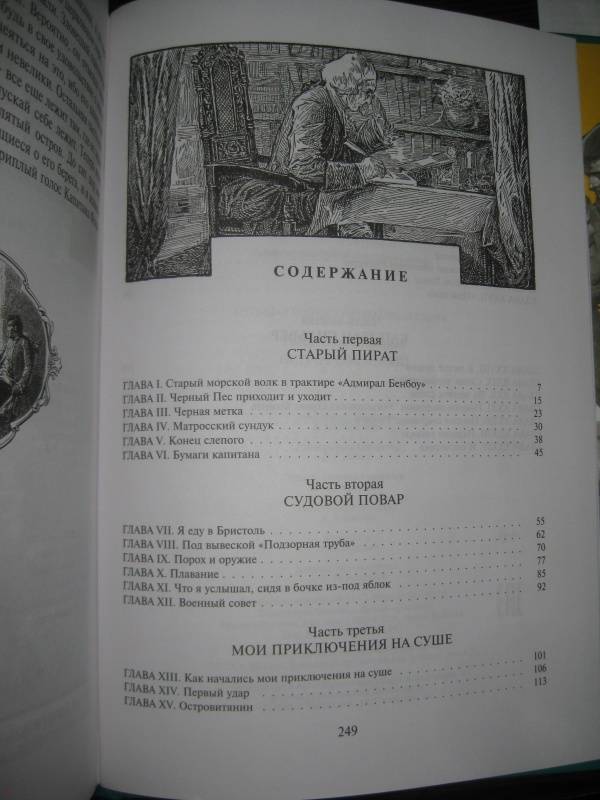 СОДЕРЖАНИЕ
Часть первая
СТАРЫЙ ПИРАТ
ГЛАВА I. Старый морской волк в трактире «Адмирал Бенбоу» 7
ГЛАВА II. Черный Пес приходит и уходит 15
ГЛАВА III. Черная метка 23
ГЛАВА IV. Матросский сундук 30
ГЛАВА V. Конец слепого 38
ГЛАВА VI. Бумаги капитана 45
Часть вторая
СУДОВОЙ ПОВАР
ГЛАВА VII. Я еду в Бристоль 55
ГЛАВА VIII. Под вывеской «Подзорная труба» 62
ГЛАВА IX. Порох и оружие 70
ГЛАВА X. Плавание 77
ГЛАВА XI. Что я услышал, сидя в бочке из-под яблок 85
ГЛАВА XII. Военный совет 92
Часть третья
МОИ ПРИКЛЮЧЕНИЯ НА СУШЕ
ГЛАВА XIII. Как начались мои приключения на суше 101
ГЛАВА XIV. Первый удар 106
ГЛАВА XV. Островитянин 113
249